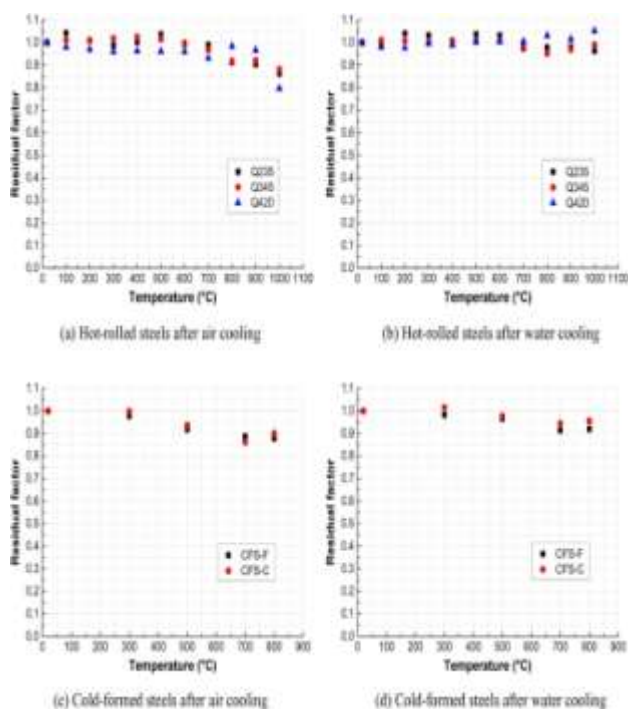 1.1
1.0
0.9
0.8
0.7
0.6
0.5
0.4
0.3
0.2
0.1
0.0
Residual factor
Q235
Q345
Q420
0 100 200 300 400 500 600 700 800 900 1000 1100
Temperature (°C)
(a) Hot-rolled steels after air cooling
1.1
1.0
0.9
0.8
0.7
0.6
0.5
0.4
0.3
0.2
0.1
0.0
Residual factor
Q235
Q345
Q420
0 100 200 300 400 500 600 700 800 900 1000 1100
Temperature (°C)
(b) Hot-rolled steels after water cooling
1.1
1.0
0.9
0.8
0.7
0.6
0.5
0.4
0.3
0.2
0.1
0.0
Residual factor
CFS-F
CFS-C
0 100 200 300 400 500 600 700 800 900
Temperature (°C)
(c) Cold-formed steels after air cooling
1.1
1.0
0.9
0.8
0.7
0.6
0.5
0.4
0.3
0.2
0.1
0.0
Residual factor
CFS-F
CFS-C
0 100 200 300 400 500 600 700 800 900
Temperature (°C)
(d) Cold-formed steels after water cooling